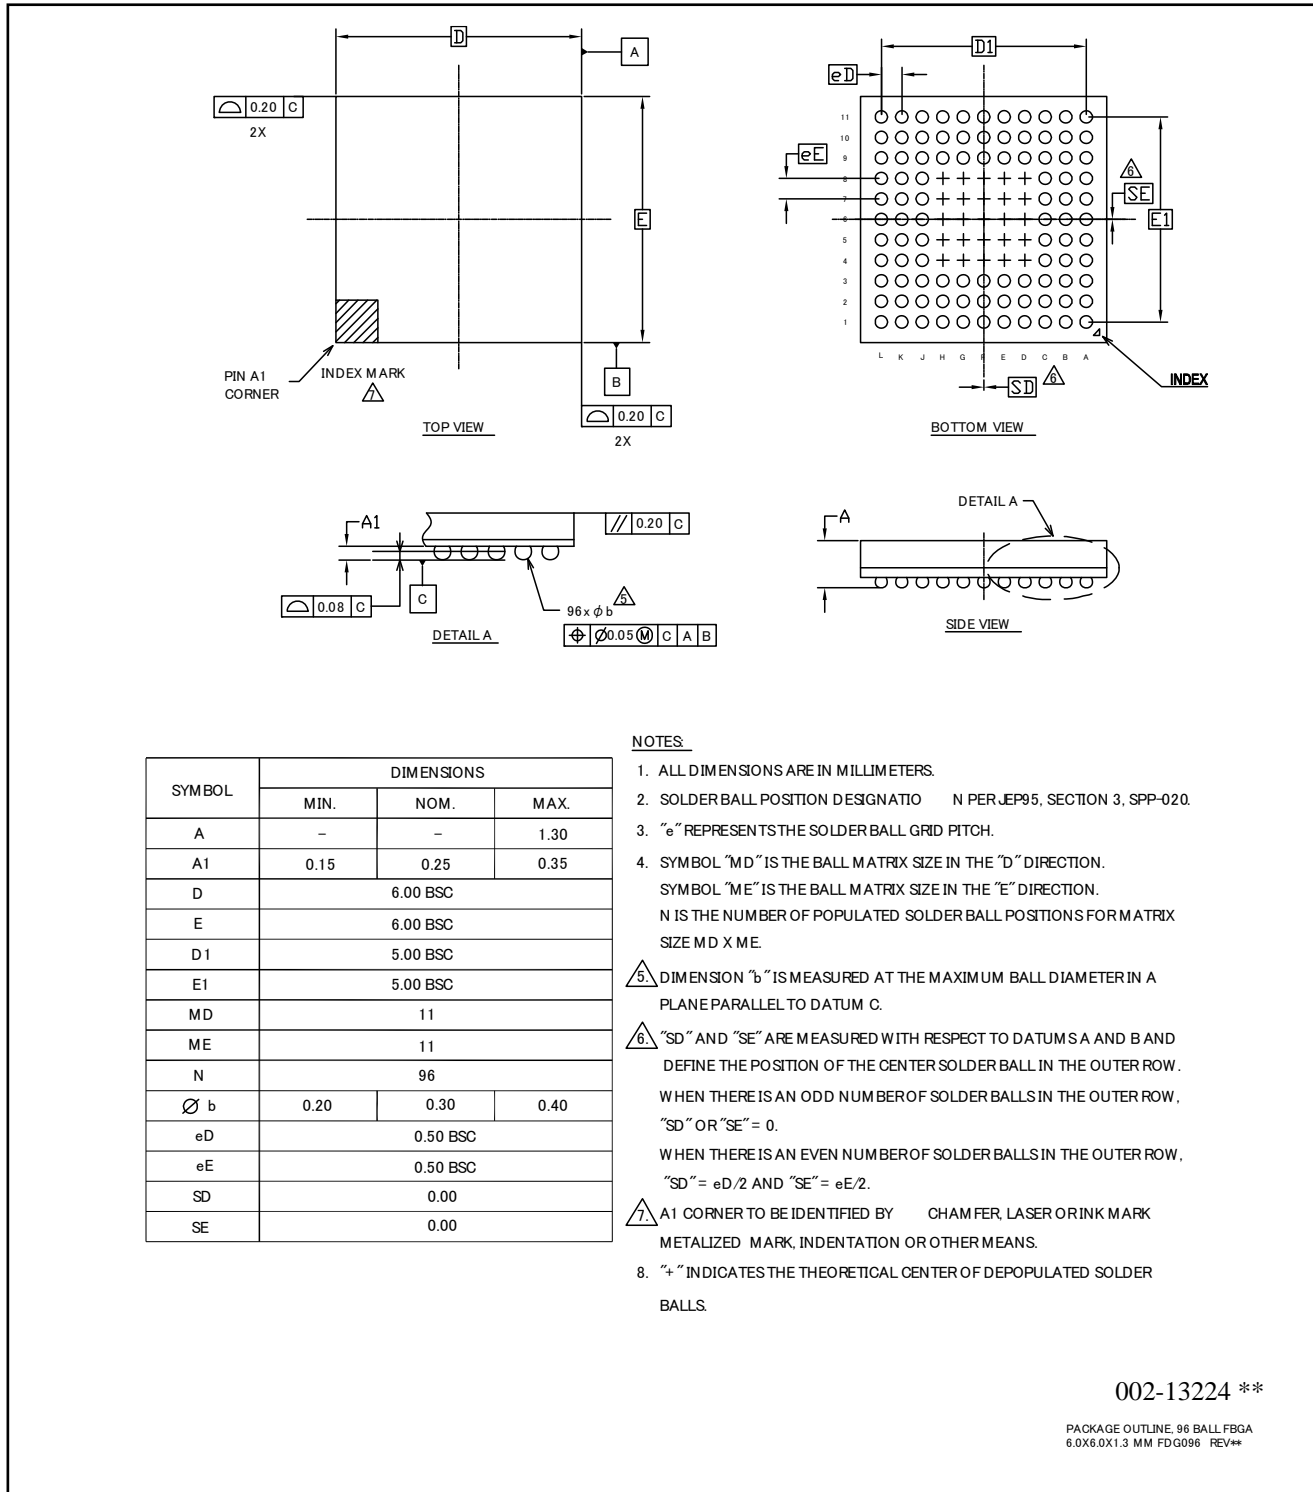 D
A
0.20 C
2X
E
PIN A1
CORNER
INDEX MARK
7
B
0.20 C
2X
TOP VIEW
D1
eD
11
10
9
8
7
6
5
4
3
2
1
eE
6
SE
E1
L K J H G F E D C B A
SD
6
INDEX
BOTTOM VIEW
A1
// 0.20 C
0.08 C
C
5
96x ϕ b
⌀0.05 Ⓜ C A B
DETAIL A
DETAIL A
A
SIDE VIEW
SYMBOL DIMENSIONS
MIN. NOM. MAX.
A – – 1.30
A1 0.15 0.25 0.35
D 6.00 BSC
E 6.00 BSC
D1 5.00 BSC
E1 5.00 BSC
MD 11
ME 11
N 96
⌀ b 0.20 0.30 0.40
eD 0.50 BSC
eE 0.50 BSC
SD 0.00
SE 0.00
NOTES:
1. ALL DIMENSIONS ARE IN MILLIMETERS.
2. SOLDER BALL POSITION DESIGNATIO N PER JEP95, SECTION 3, SPP-020.
3. "e" REPRESENTS THE SOLDER BALL GRID PITCH.
4. SYMBOL "MD" IS THE BALL MATRIX SIZE IN THE "D" DIRECTION.
SYMBOL "ME" IS THE BALL MATRIX SIZE IN THE "E" DIRECTION.
N IS THE NUMBER OF POPULATED SOLDER BALL POSITIONS FOR MATRIX
SIZE MD X ME.
5. DIMENSION "b" IS MEASURED AT THE MAXIMUM BALL DIAMETER IN A
PLANE PARALLEL TO DATUM C.
6. "SD" AND "SE" ARE MEASURED WITH RESPECT TO DATUMS A AND B AND
DEFINE THE POSITION OF THE CENTER SOLDER BALL IN THE OUTER ROW.
WHEN THERE IS AN ODD NUMBER OF SOLDER BALLS IN THE OUTER ROW,
"SD" OR "SE" = 0.
WHEN THERE IS AN EVEN NUMBER OF SOLDER BALLS IN THE OUTER ROW,
"SD" = eD/2 AND "SE" = eE/2.
7. A1 CORNER TO BE IDENTIFIED BY CHAMFER, LASER OR INK MARK
METALIZED MARK, INDENTATION OR OTHER MEANS.
8. "+" INDICATES THE THEORETICAL CENTER OF DEPOPULATED SOLDER
BALLS.
002-13224 **
PACKAGE OUTLINE, 96 BALL FBGA
6.0X6.0X1.3 MM FDG096 REV**